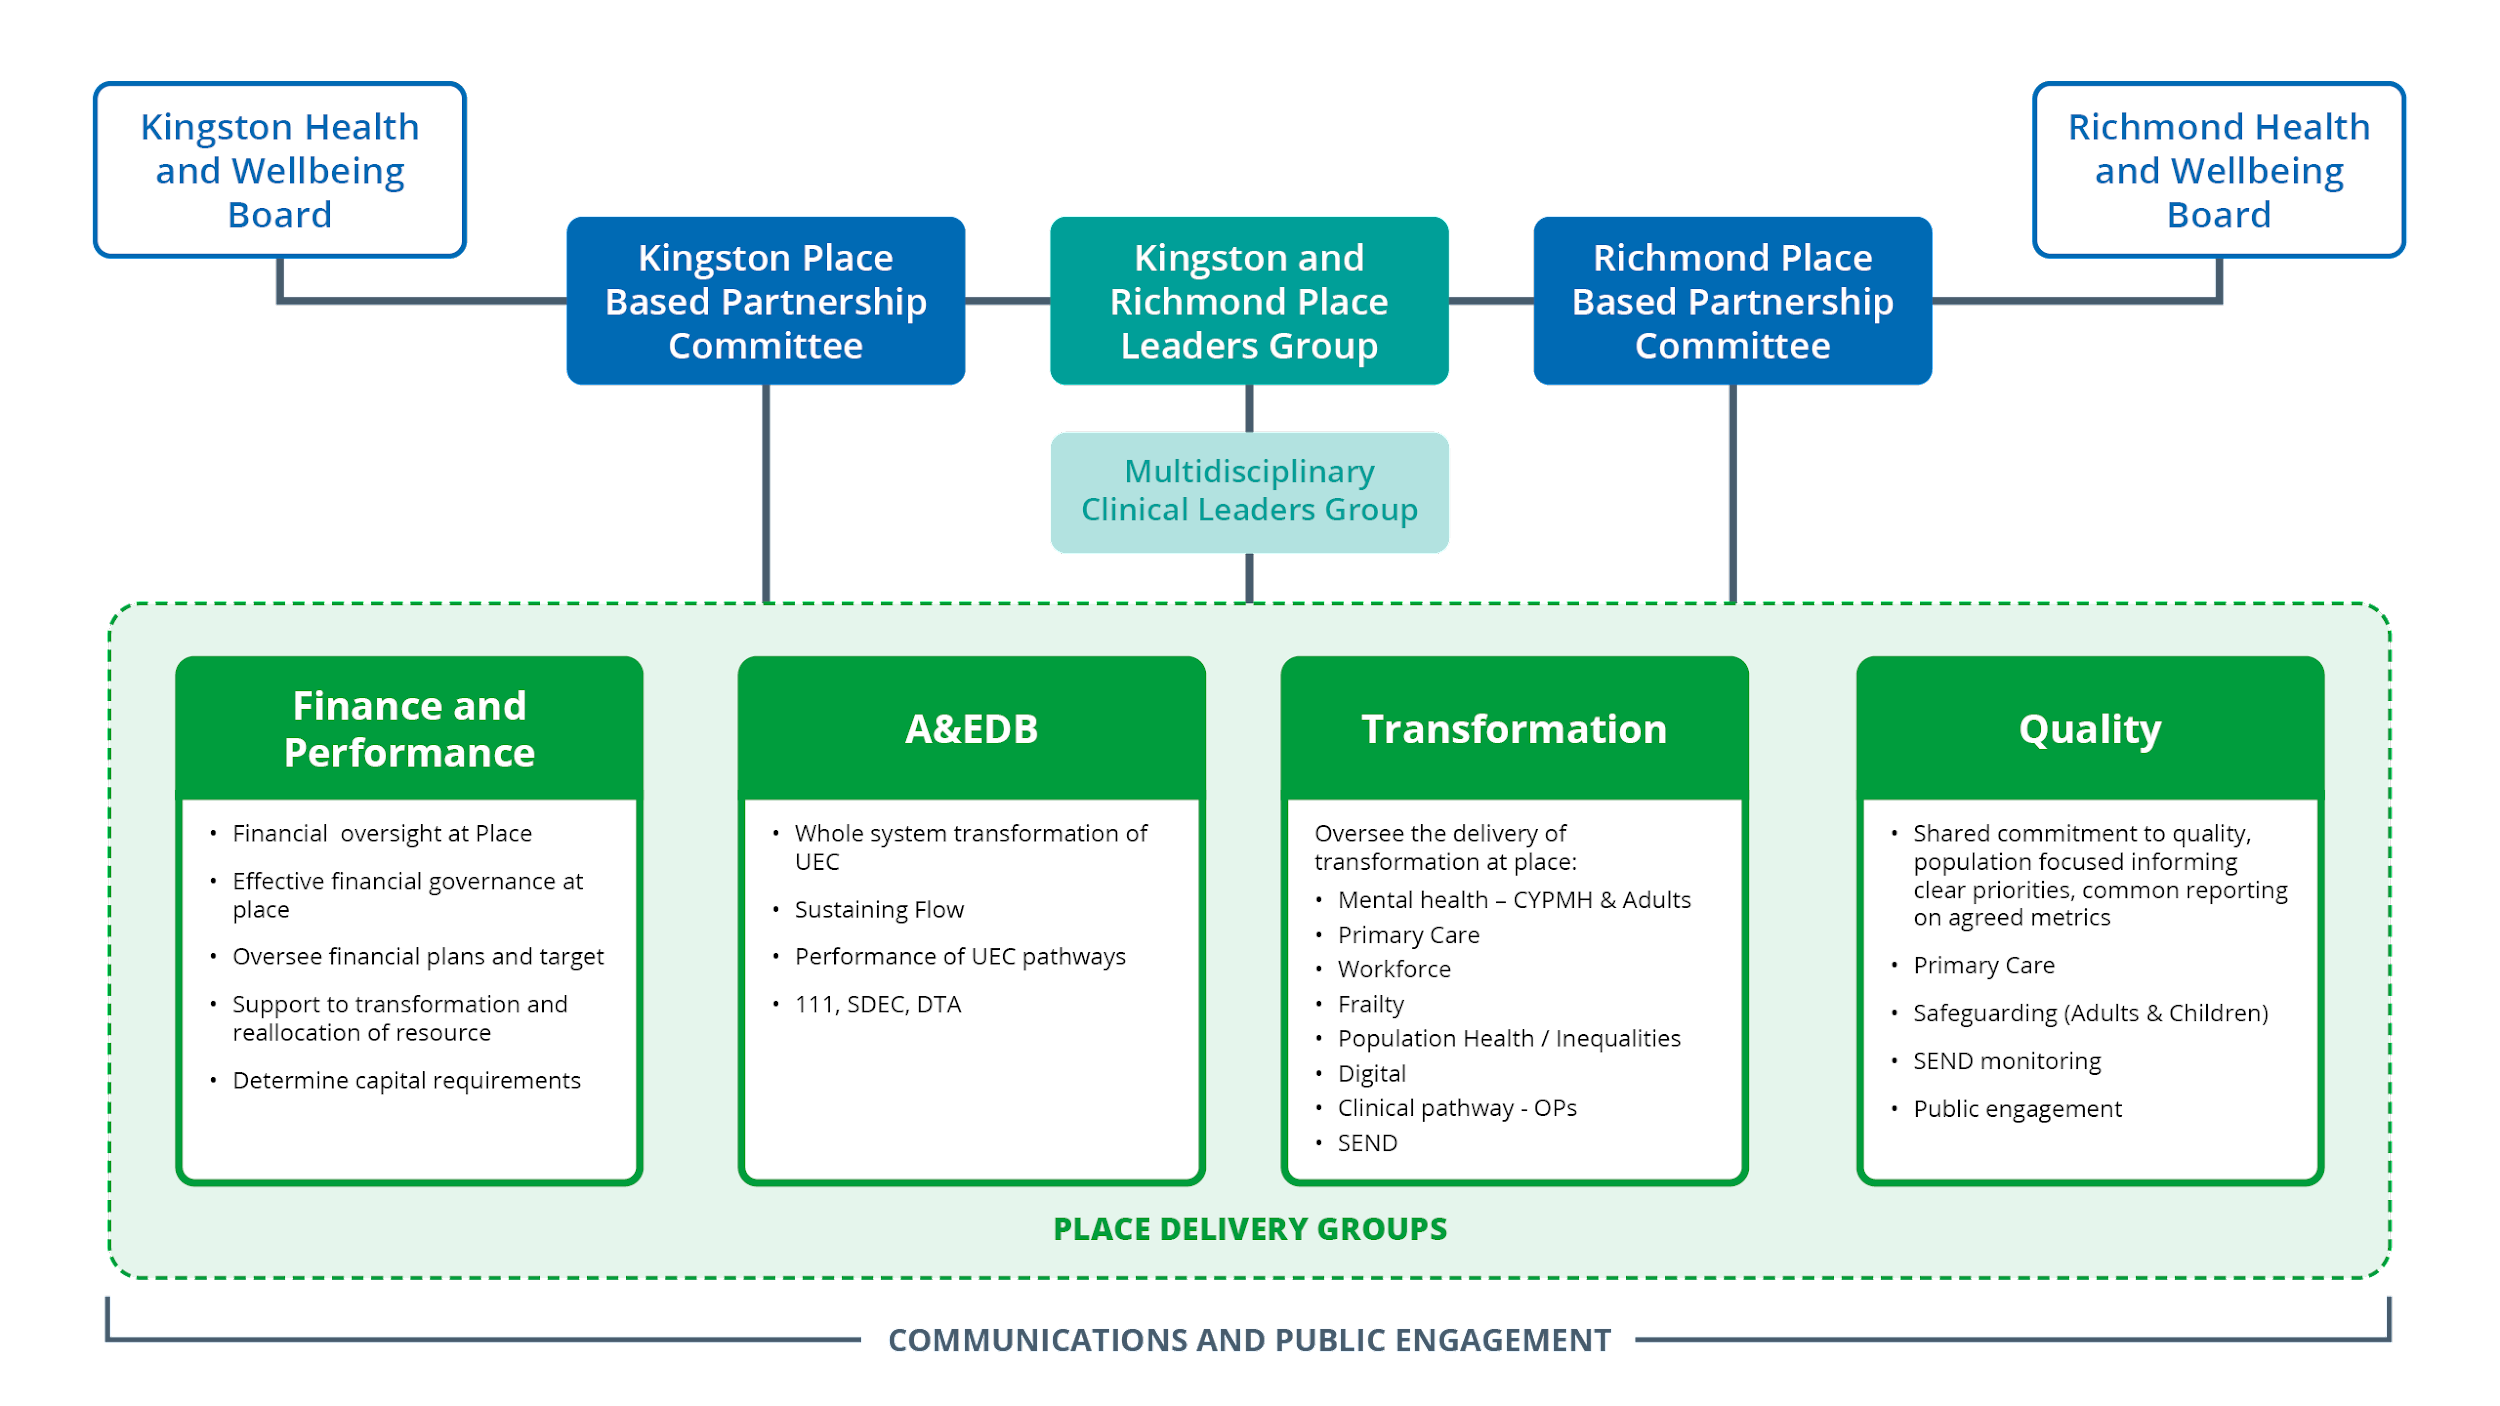 Kingston Health
and Wellbeing
Board
Richmond Health
and Wellbeing
Board
Kingston Place
Based Partnership
Committee
Kingston and
Richmond Place
Leaders Group
Richmond Place
Based Partnership
Committee
Multidisciplinary
Clinical Leaders Group
Finance and
Performance
• Financial  oversight at Place
• Effective financial governance at
place
• Oversee financial plans and target
• Support to transformation and
reallocation of resource
• Determine capital requirements
A&EDB
• Whole system transformation of
UEC
• Sustaining Flow
• Performance of UEC pathways
• 111, SDEC, DTA
Transformation
Oversee the delivery of
transformation at place:
• Mental health – CYPMH & Adults
• Primary Care
• Workforce
• Frailty
• Population Health / Inequalities
• Digital
• Clinical pathway - OPs
• SEND
Quality
• Shared commitment to quality,
population focused informing
clear priorities, common reporting
on agreed metrics
• Primary Care
• Safeguarding (Adults & Children)
• SEND monitoring
• Public engagement
PLACE DELIVERY GROUPS
COMMUNICATIONS AND PUBLIC ENGAGEMENT